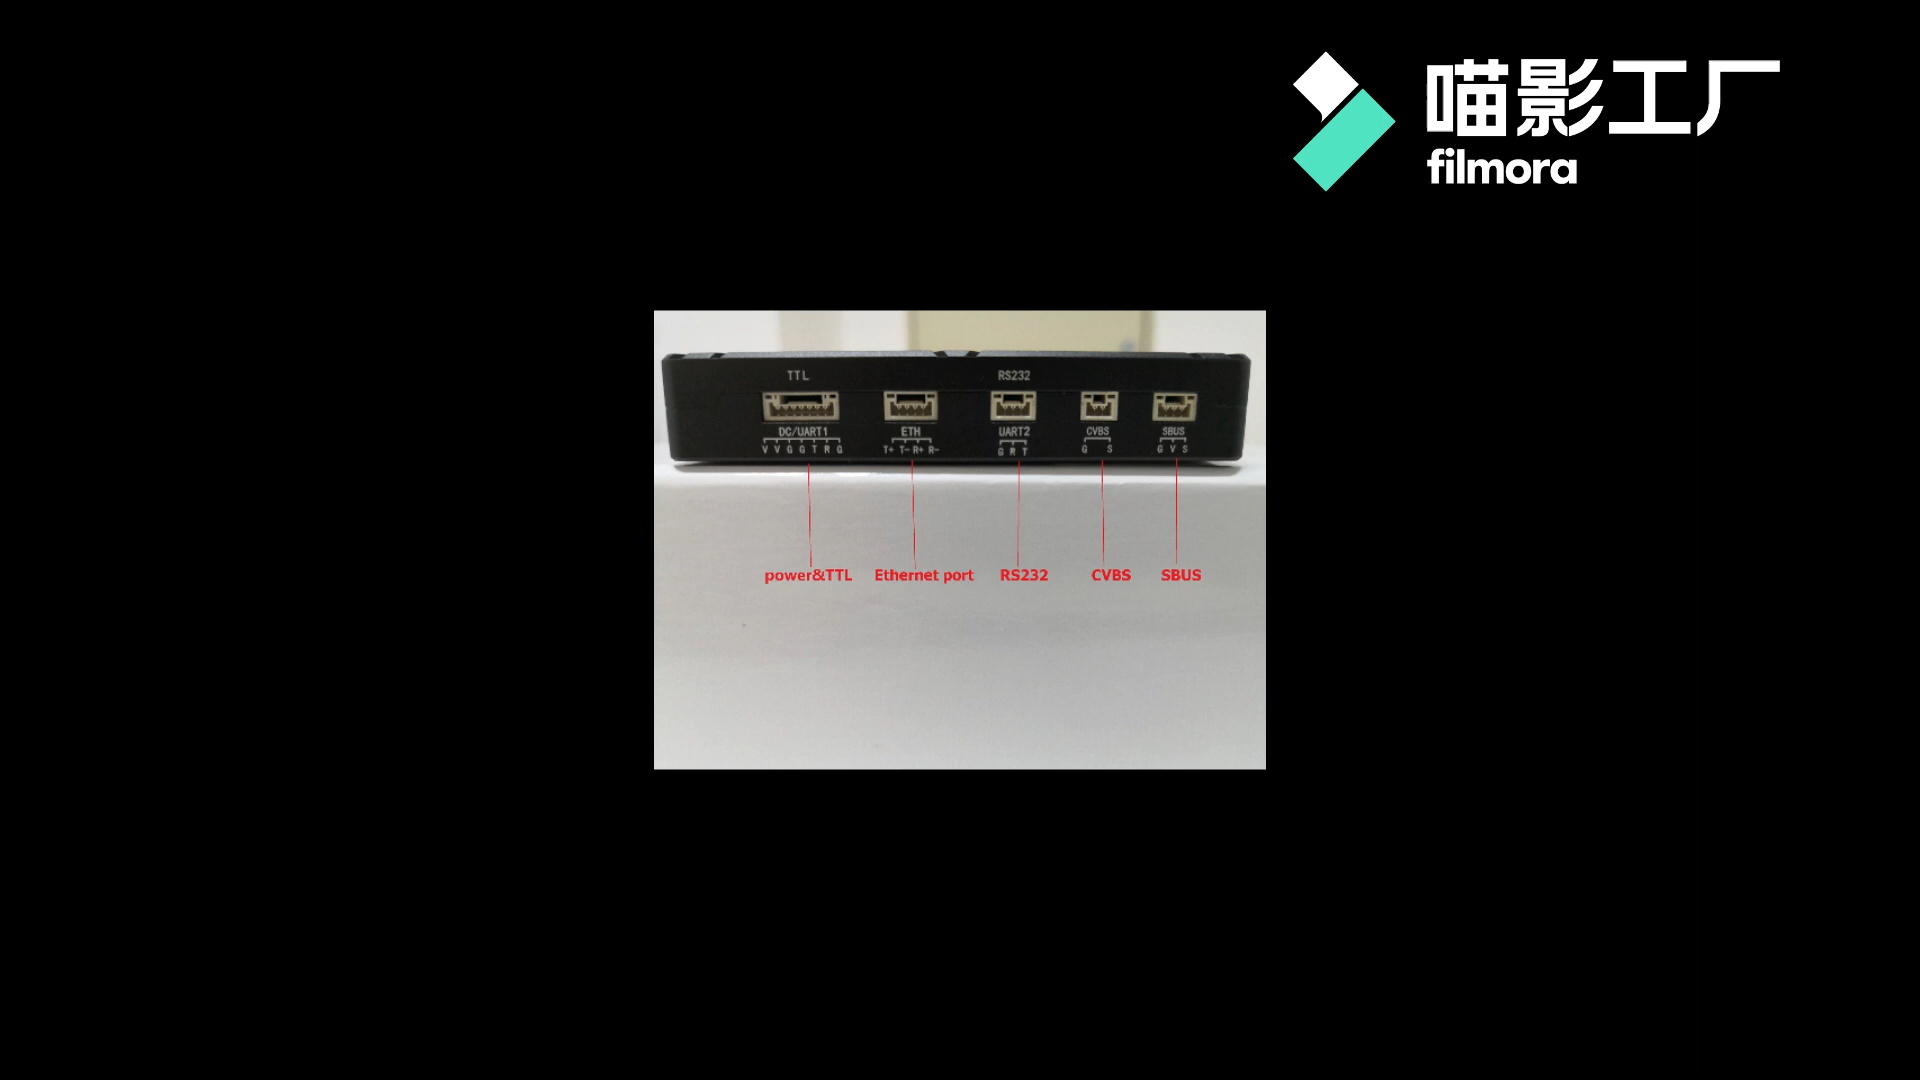 喵影工厂
filmora
TTL
RS232
DC/UART1
ETH
UART2
CVBS
SBUS
V V G G T R G
T+ T- R+ R-
G R T
G S
G V S
power&TTL
Ethernet port
RS232
CVBS
SBUS